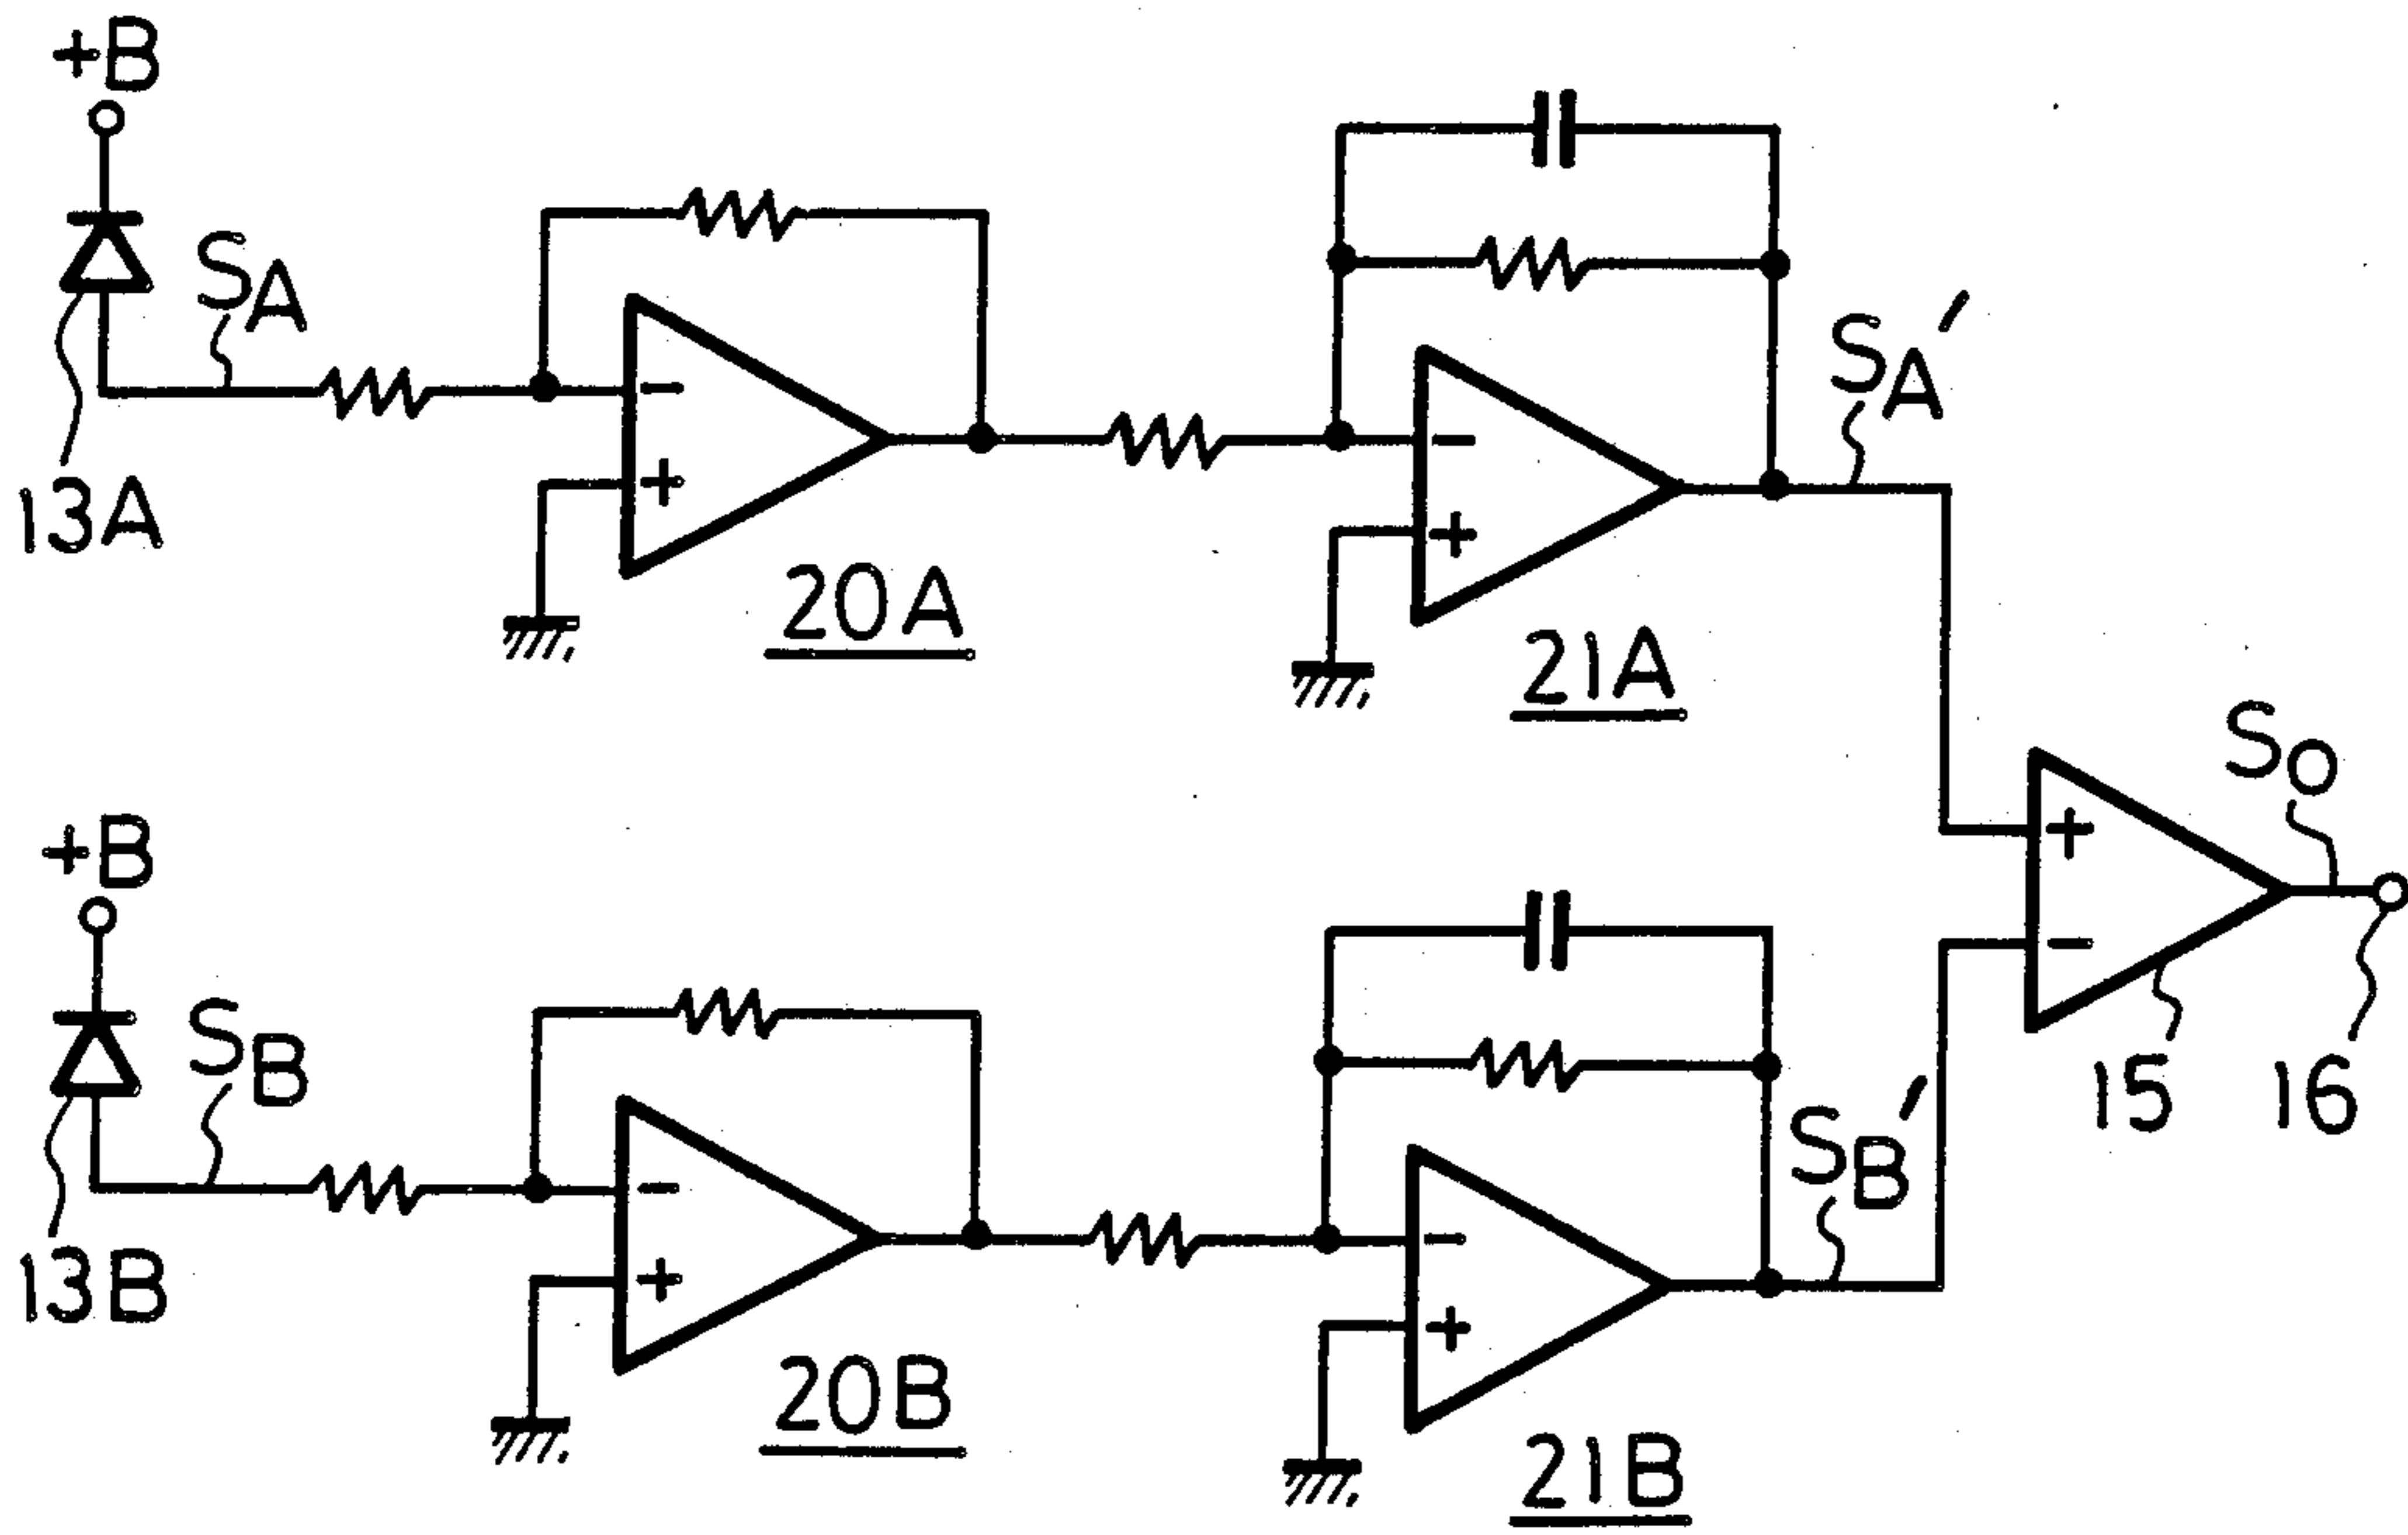 +B
SA
13A
20A
21A
SA'
+B
SB
13B
20B
21B
SB'
SO
15
16
+
-
+
-
+
-
+
-
+
-